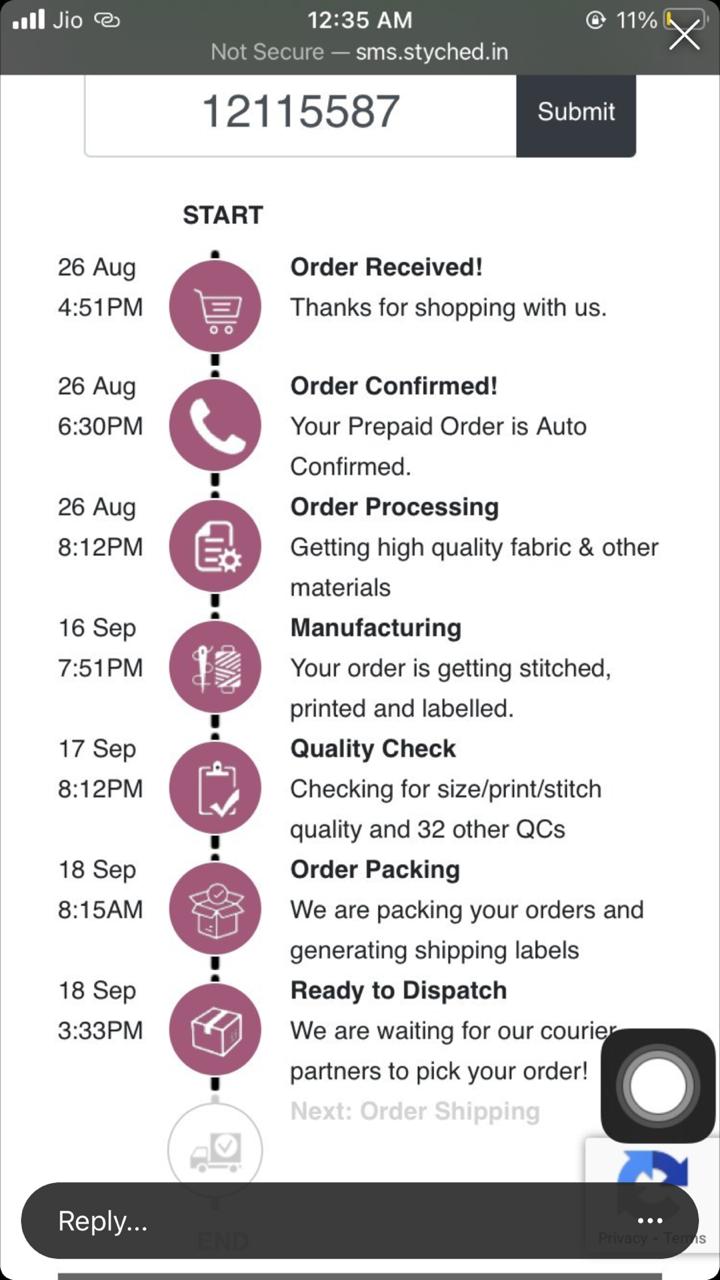 Jio
12:35 AM
11%
Not Secure — sms.styched.in
12115587
Submit
START
26 Aug
4:51PM
Order Received!
Thanks for shopping with us.
26 Aug
6:30PM
Order Confirmed!
Your Prepaid Order is Auto
Confirmed.
26 Aug
8:12PM
Order Processing
Getting high quality fabric & other
materials
16 Sep
7:51PM
Manufacturing
Your order is getting stitched,
printed and labelled.
17 Sep
8:12PM
Quality Check
Checking for size/print/stitch
quality and 32 other QCs
18 Sep
8:15AM
Order Packing
We are packing your orders and
generating shipping labels
18 Sep
3:33PM
Ready to Dispatch
We are waiting for our courier
partners to pick your order!
Next: Order Shipping
Reply...
END
Privacy - Terms